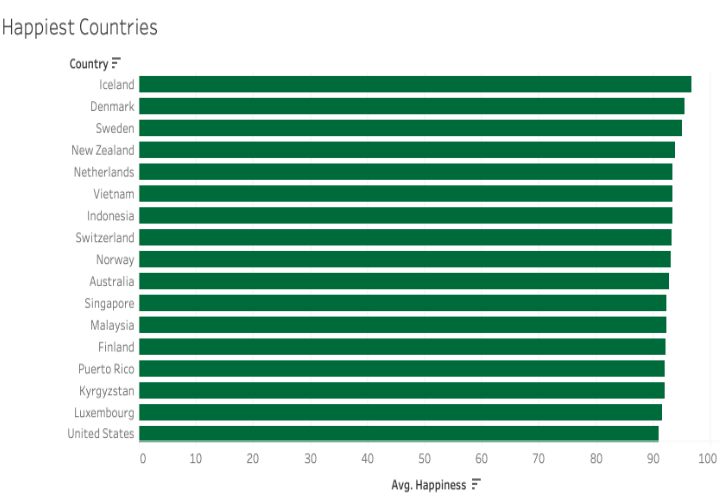 Happiest Countries
Country
Iceland
Denmark
Sweden
New Zealand
Netherlands
Vietnam
Indonesia
Switzerland
Norway
Australia
Singapore
Malaysia
Finland
Puerto Rico
Kyrgyzstan
Luxembourg
United States
0 10 20 30 40 50 60 70 80 90 100
Avg. Happiness